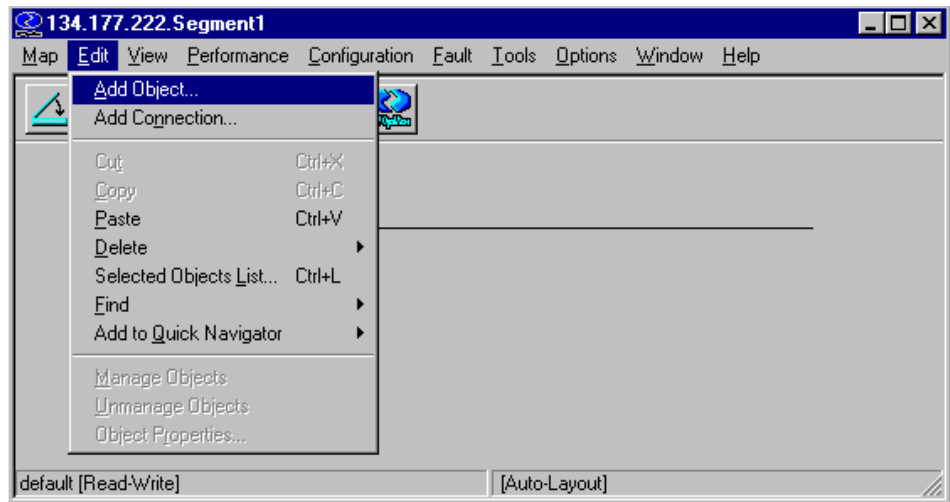 134.177.222.Segment1
Map Edit View Performance Configuration Fault Tools Options Window Help
Add Object...
Add Connection...
Cut Ctrl+X
Copy Ctrl+C
Paste Ctrl+V
Delete
Selected Objects List... Ctrl+L
Find
Add to Quick Navigator
Manage Objects
Unmanage Objects
Object Properties...
default [Read-Write] [Auto-Layout]